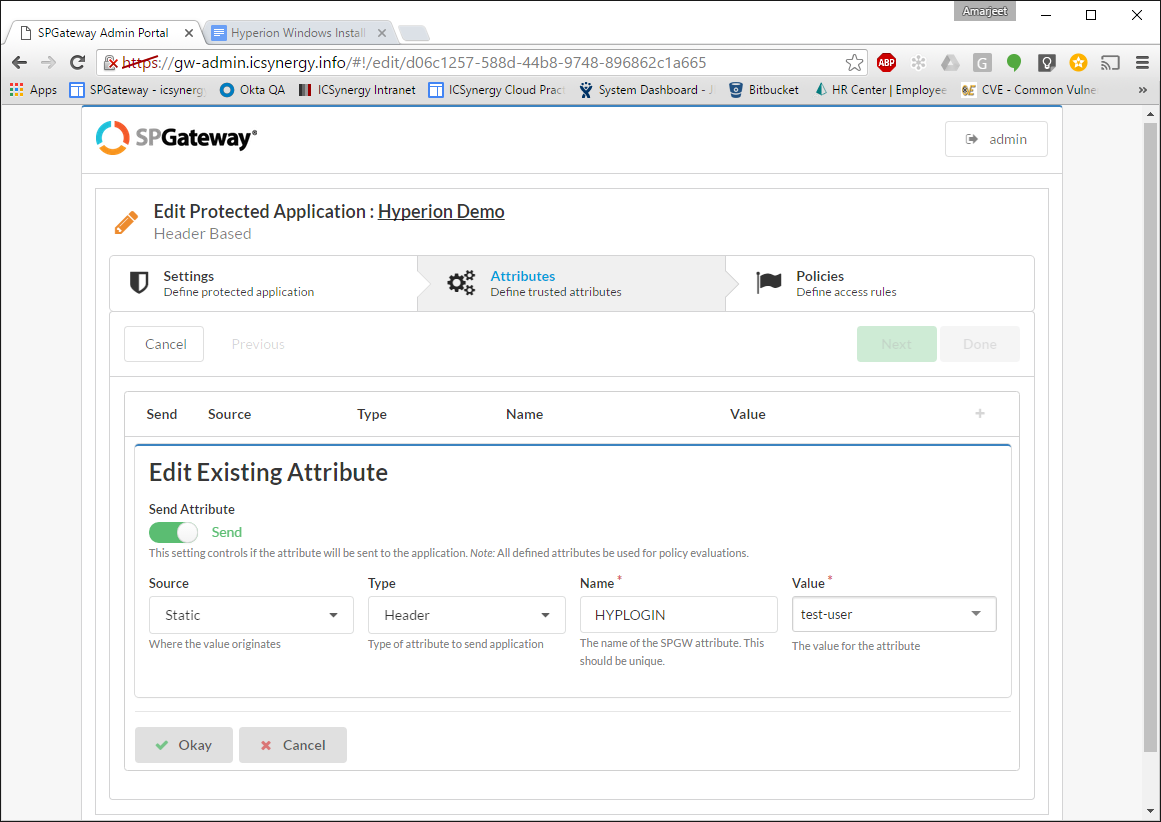 Amarjeet
SPGateway Admin Portal
Hyperion Windows Install
https://gw-admin.icsynergy.info/#!/edit/d06c1257-588d-44b8-9748-896862c1a665
ABP
G
Apps
SPGateway - icsynerg
Okta QA
ICSynergy Intranet
ICSynergy Cloud Prac
System Dashboard -
Bitbucket
HR Center | Employee
CVE - Common Vulne
»
SPGateway®
admin
Edit Protected Application : Hyperion Demo
Header Based
Settings
Define protected application
Attributes
Define trusted attributes
Policies
Define access rules
Cancel
Previous
Next
Done
Send Source Type Name Value +
Edit Existing Attribute
Send Attribute
Send
This setting controls if the attribute will be sent to the application. Note: All defined attributes be used for policy evaluations.
Source Type Name * Value *
Static Header HYPLOGIN test-user
Where the value originates
Type of attribute to send application
The name of the SPGW attribute. This
should be unique.
The value for the attribute
Okay
Cancel